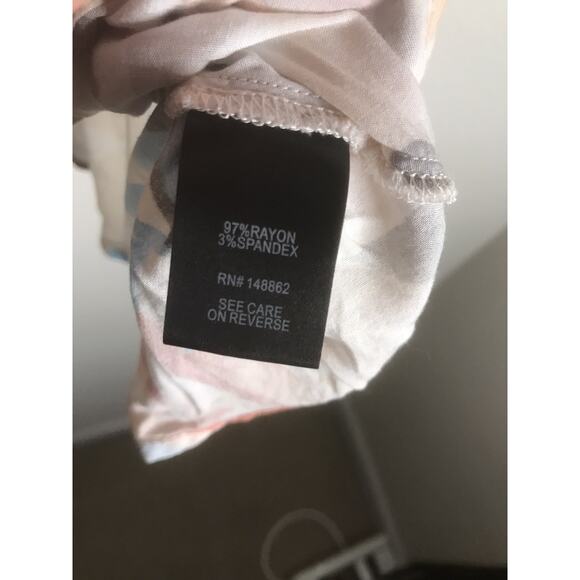 97%RAYON
3%SPANDEX
RN# 148862
SEE CARE
ON REVERSE